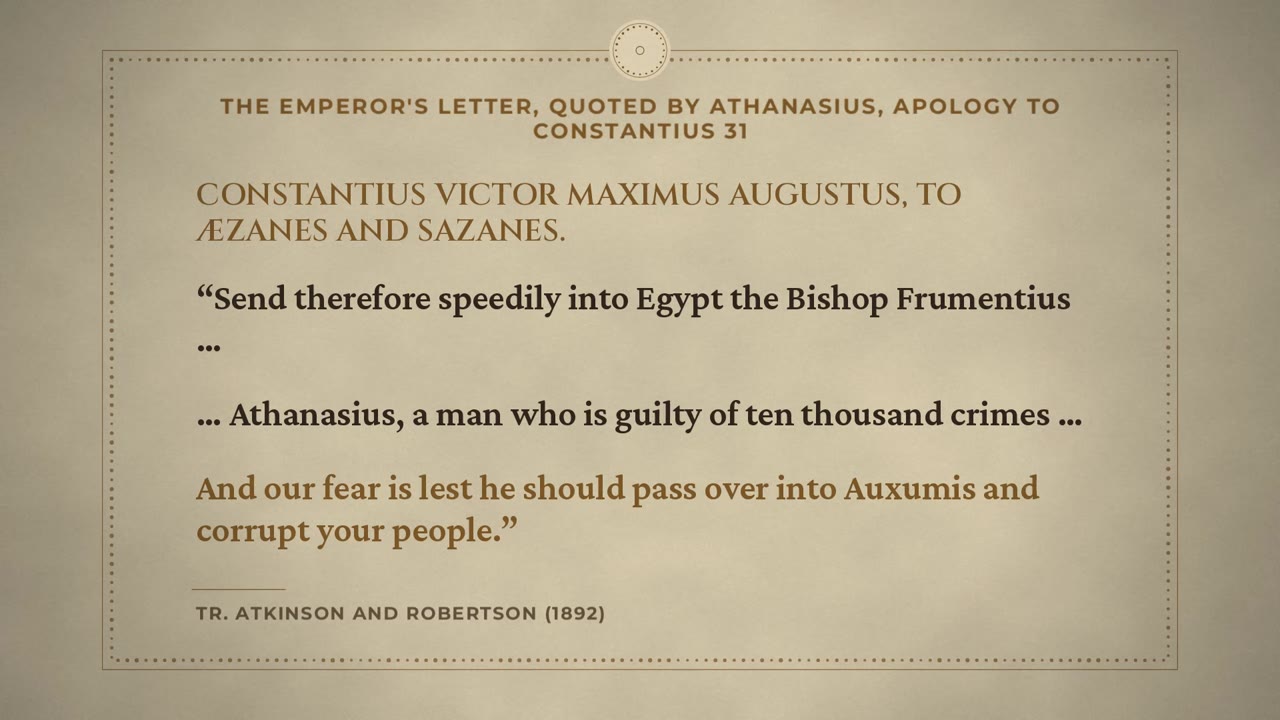 THE EMPEROR'S LETTER, QUOTED BY ATHANASIUS, APOLOGY TO
CONSTANTIUS 31
CONSTANTIUS VICTOR MAXIMUS AUGUSTUS, TO
ÆZANES AND SAZANES.
“Send therefore speedily into Egypt the Bishop Frumentius
...
... Athanasius, a man who is guilty of ten thousand crimes ...
And our fear is lest he should pass over into Auxumis and
corrupt your people.”
TR. ATKINSON AND ROBERTSON (1892)